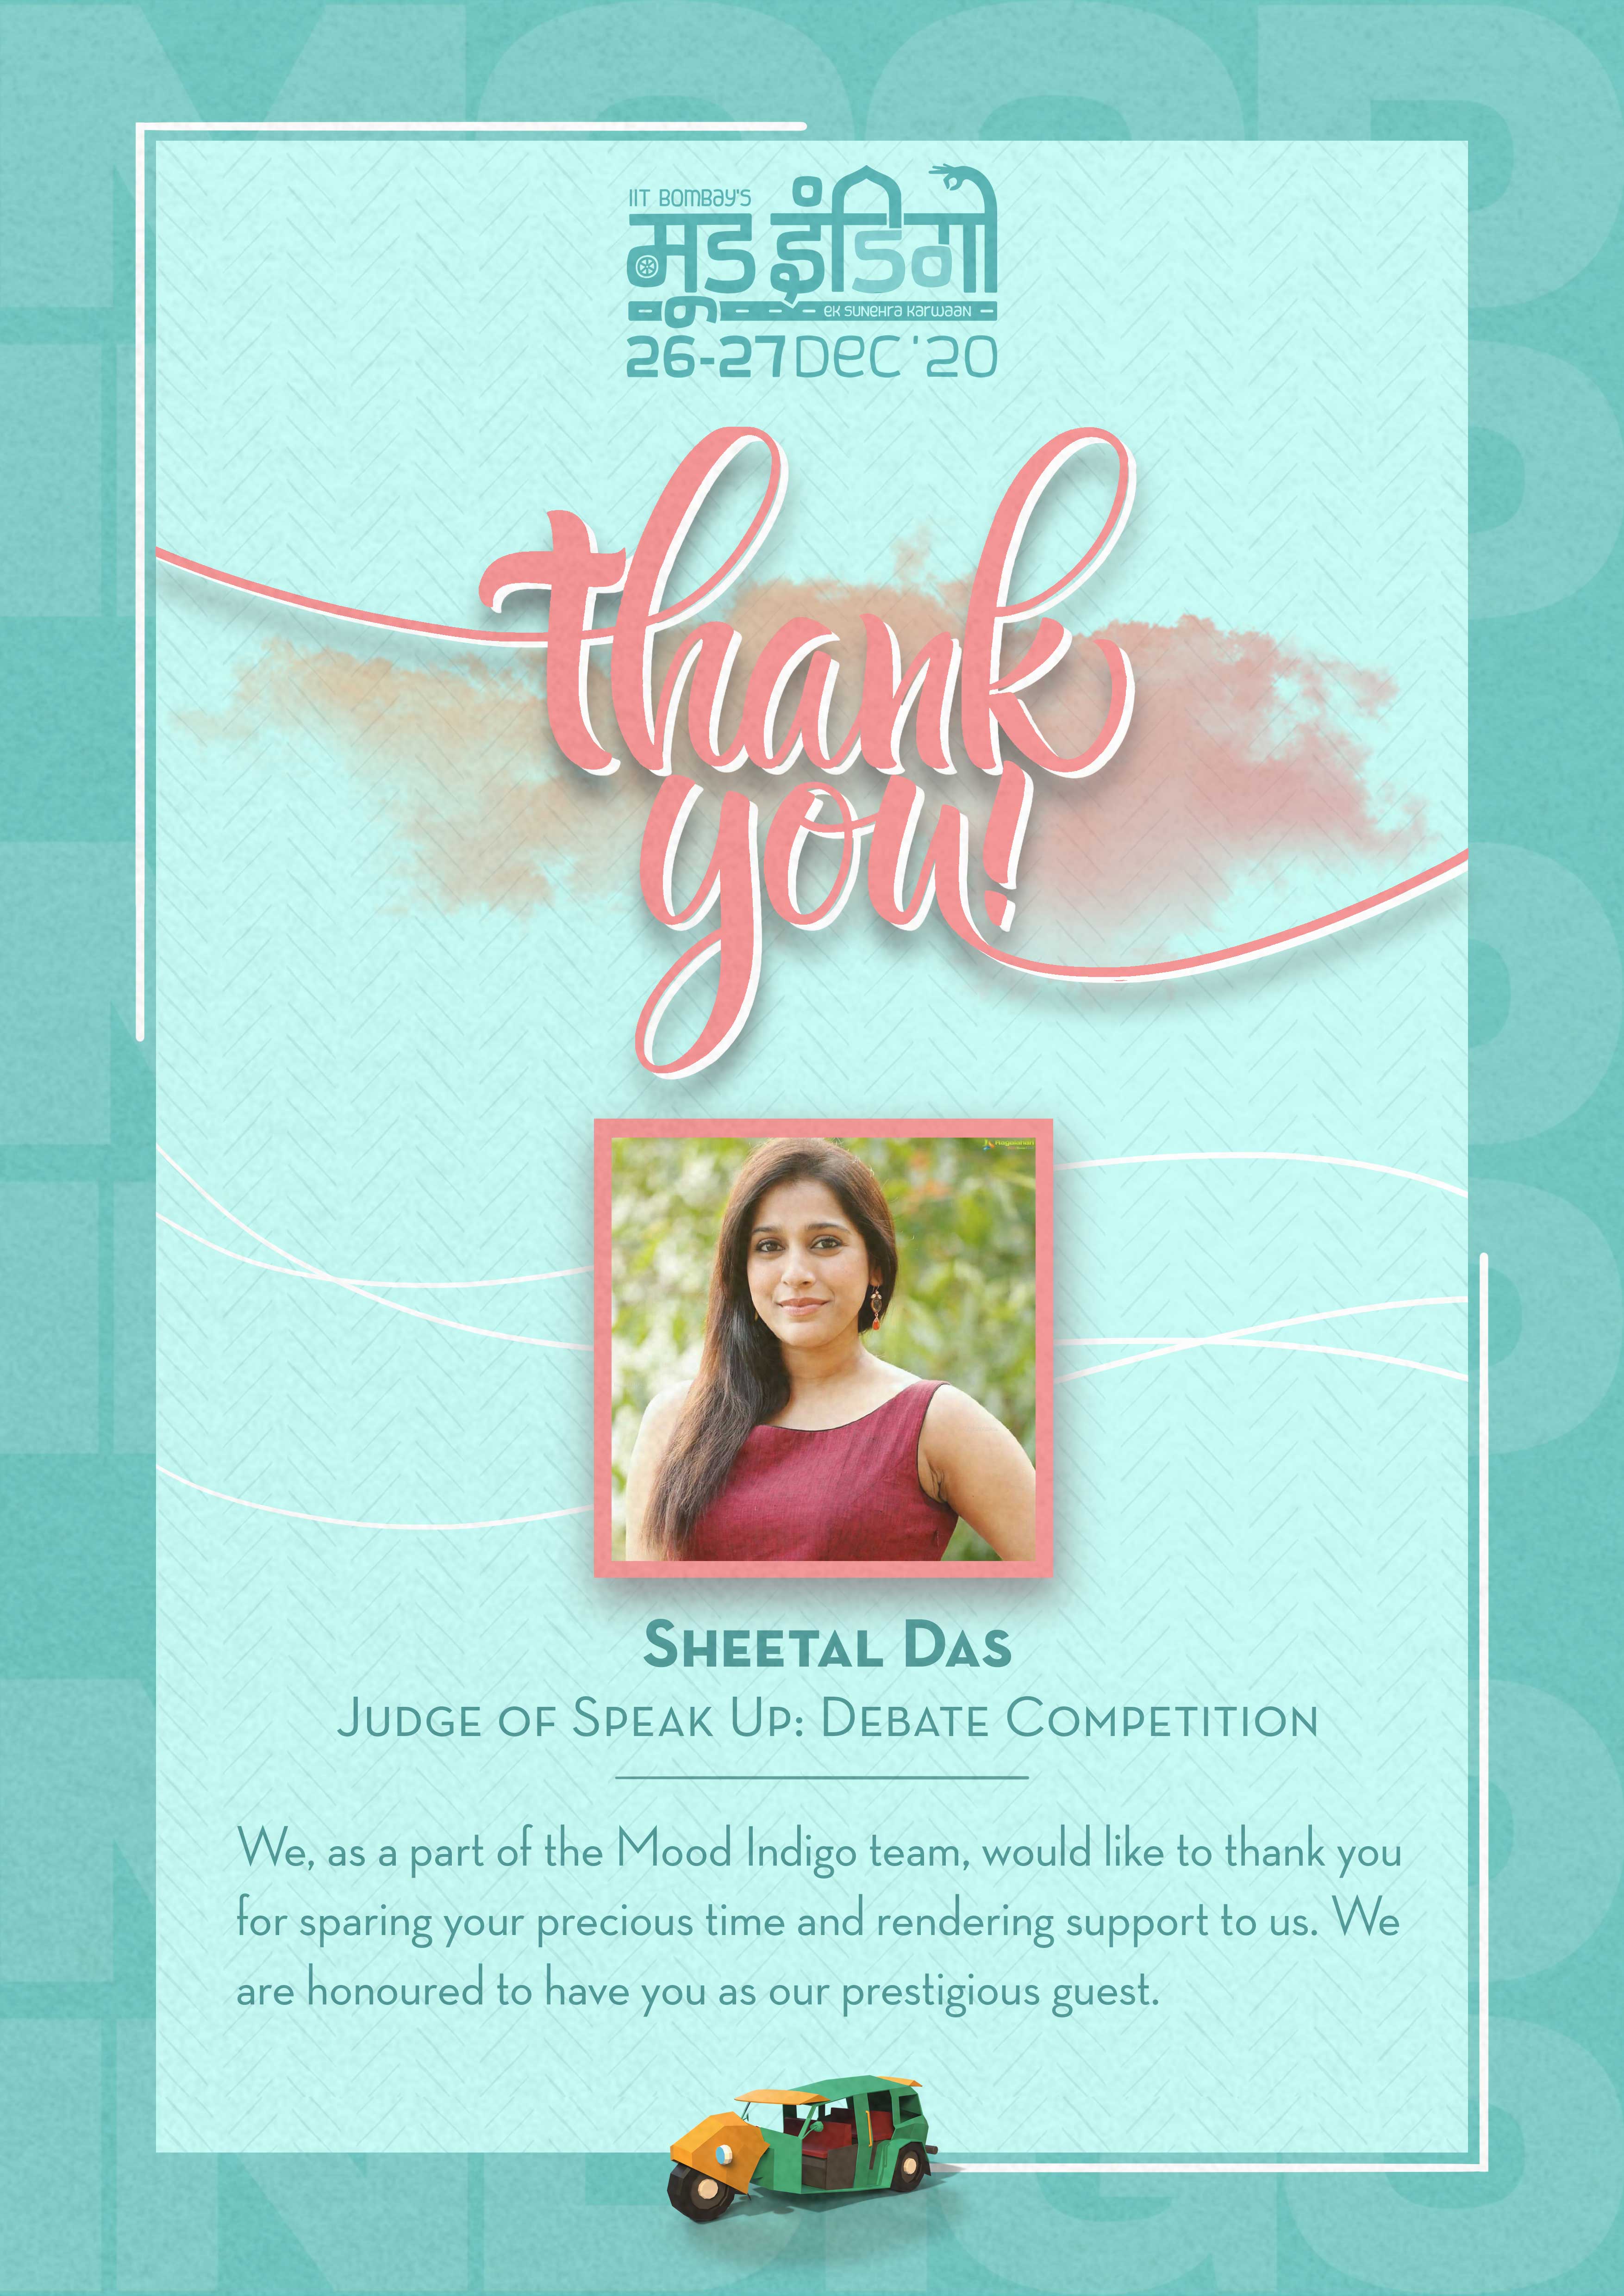 IIT BOMBAY'S
मूड इंडिगो
EK SUNEHRA KARWAAN
26-27 DEC '20
thank
you!
SHEETAL DAS
JUDGE OF SPEAK UP: DEBATE COMPETITION
We, as a part of the Mood Indigo team, would like to thank you
for sparing your precious time and rendering support to us. We
are honoured to have you as our prestigious guest.